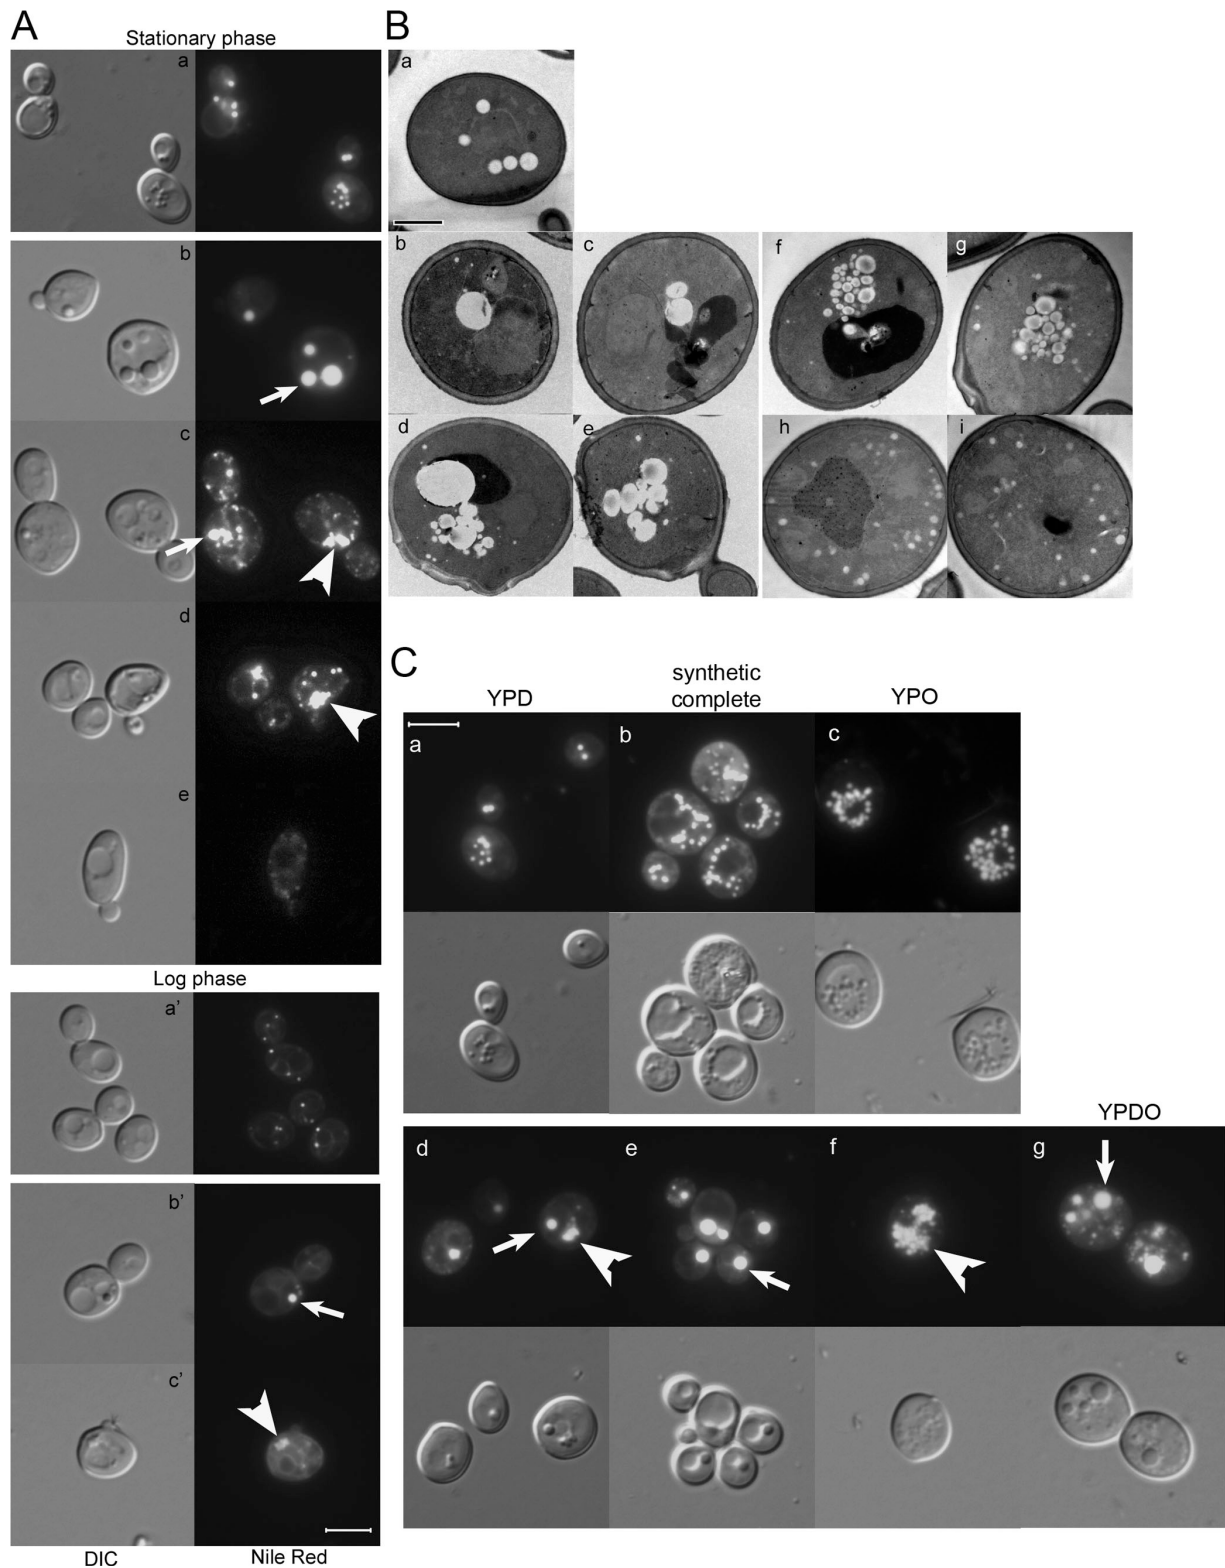 A
B
Stationary phase
a
b
c
d
e
Log phase
a’
b’
c’
DIC
Nile Red
a
b
c
f
g
d
e
h
i
C
YPD
synthetic
complete
YPO
a
b
c
YPDO
d
e
f
g